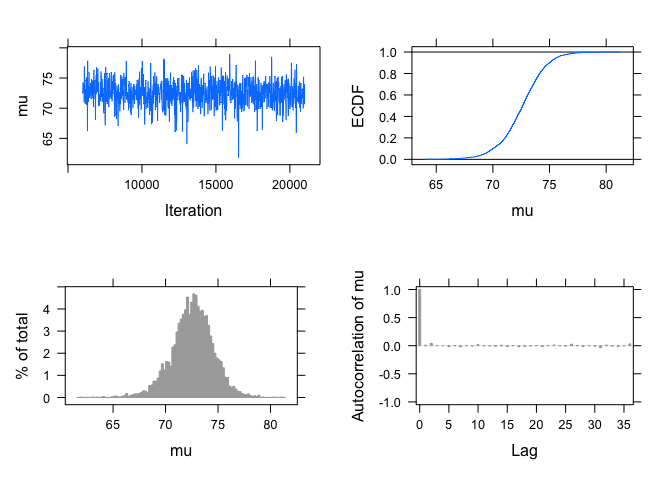 mu
75
70
65
10000 15000 20000
Iteration
ECDF
1.0
0.8
0.6
0.4
0.2
0.0
65 70 75 80
mu
% of total
4
3
2
1
0
65 70 75 80
mu
Autocorrelation of mu
1.0
0.5
0.0
-0.5
-1.0
0 5 10 15 20 25 30 35
Lag